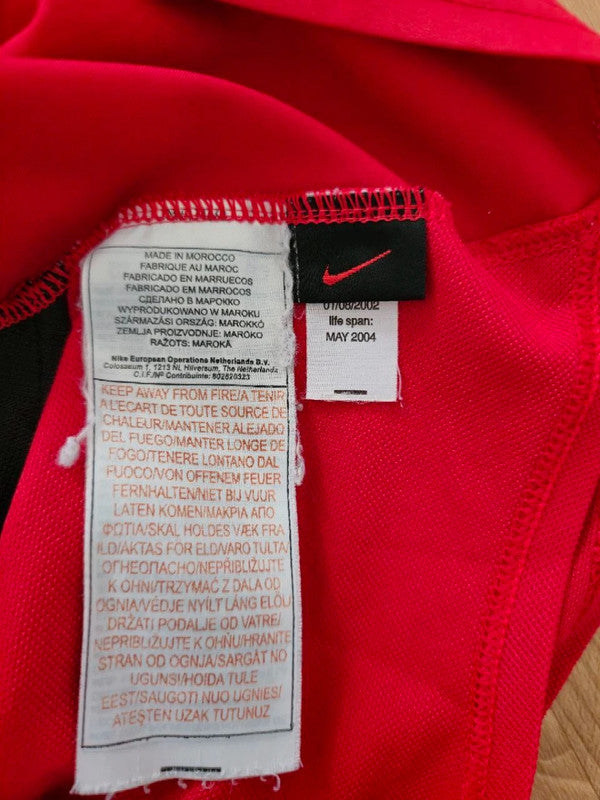 MADE IN MOROCCO
FABRIQUE AU MAROC
FABRICADO EN MARRUECOS
FABRICADO EM MARROCOS
СДЕЛАНО В МАРОККО
WYPRODUKOWANO W MAROKU
SZÁRMAZÁSI ORSZÁG: MAROKKÓ
ZEMLJA PROIZVODNJE: MAROKO
RAŽOTS: MAROKĀ
Nike European Operations Netherlands B.V.
Colosseum 1, 1213 NL Hilversum, The Netherlands
C.I.F./Nº Contribuinte: 802820323
KEEP AWAY FROM FIRE/A TENIR
A L'ECART DE TOUTE SOURCE DE
CHALEUR/MANTENER ALEJADO
DEL FUEGO/MANTER LONGE DE
FOGO/TENERE LONTANO DAL
FUOCO/VON OFFENEM FEUER
FERNHALTEN/NIET BIJ VUUR
LATEN KOMEN/ΜΑΚΡΙΑ ΑΠΟ
ΦΩΤΙΑ/SKAL HOLDES VÆK FRA
ILD/AKTAS FÖR ELD/VARO TULTA/
ОГНЕОПАСНО/NEPŘIBLIŽUJTE
K OHNI/TRZYMAĆ Z DALA OD
OGNIA/VÉDJE NYÍLT LÁNG ELŐL/
DRŽATI PODALJE OD VATRE/
NEPRIBLIŽUJTE K OHŇU/HRANITE
STRAN OD OGNJA/SARGĀT NO
UGUNS/HOIDA TULE
EEST/SAUGOTI NUO UGNIES/
ATEŞTEN UZAK TUTUNUZ
01/08/2002
life span:
MAY 2004